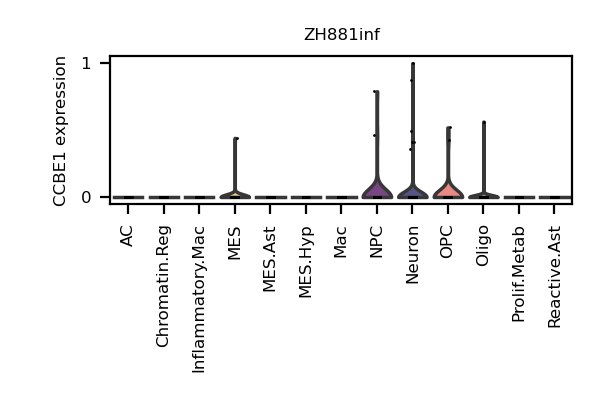 ZH881inf
CCBE1 expression
1
0
AC
Chromatin.Reg
Inflammatory.Mac
MES
MES.Ast
MES.Hyp
Mac
NPC
Neuron
OPC
Oligo
Prolif.Metab
Reactive.Ast